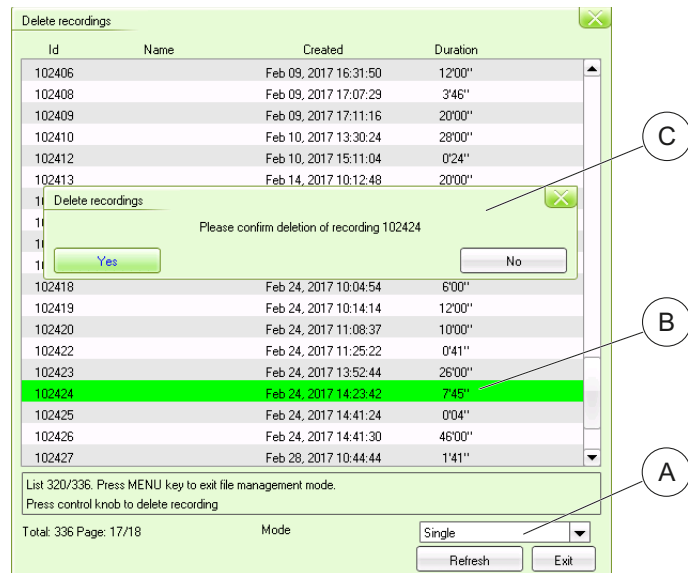 Delete recordings
Id Name Created Duration
102406 Feb 09, 2017 16:31:50 12'00"
102408 Feb 09, 2017 17:07:29 3'46"
102409 Feb 09, 2017 17:11:16 20'00"
102410 Feb 10, 2017 13:30:24 28'00"
102412 Feb 10, 2017 15:11:04 0'24"
102413 Feb 14, 2017 10:12:48 20'00"
Delete recordings
Please confirm deletion of recording 102424
Yes No
102418 Feb 24, 2017 10:04:54 6'00"
102419 Feb 24, 2017 10:14:14 12'00"
102420 Feb 24, 2017 11:08:37 10'00"
102422 Feb 24, 2017 11:25:22 0'41"
102423 Feb 24, 2017 13:52:44 26'00"
102424 Feb 24, 2017 14:23:42 7'45"
102425 Feb 24, 2017 14:41:24 0'04"
102426 Feb 24, 2017 14:41:30 46'00"
102427 Feb 28, 2017 10:44:44 1'41"
List 320/336. Press MENU key to exit file management mode.
Press control knob to delete recording
Total: 336 Page: 17/18 Mode Single
Refresh Exit
C
B
A